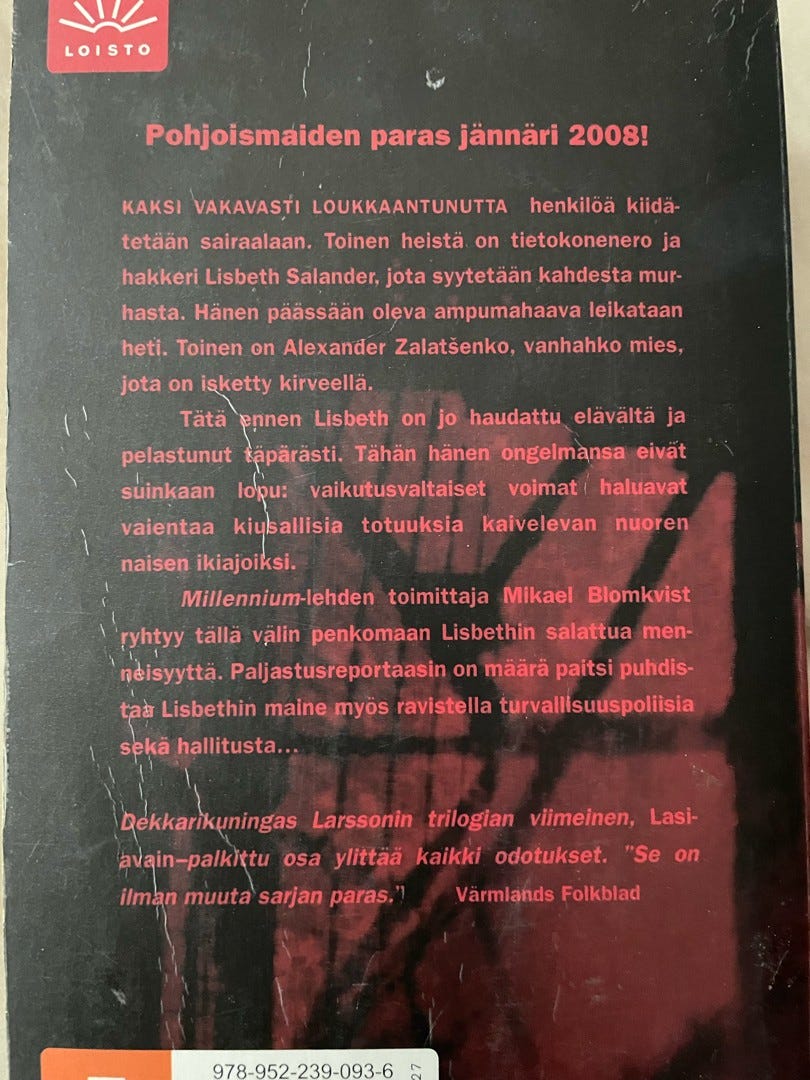 LOISTO
Pohjoismaiden paras jännäri 2008!
KAKSI VAKAVASTI LOUKKAANTUNUTTA henkilöä kiidä-
tetään sairaalaan. Toinen heistä on tietokonenero ja
hakkeri Lisbeth Salander, jota syytetään kahdesta mur-
hasta. Hänen päässään oleva ampumahaava leikataan
heti. Toinen on Alexander Zalatšenko, vanhahko mies,
jota on isketty kirveellä.
Tätä ennen Lisbeth on jo haudattu elävältä ja
pelastunut täpärästi. Tähän hänen ongelmansa eivät
suinkaan lopu: vaikutusvaltaiset voimat haluavat
vaientaa kiusallisia totuuksia kaivelevan nuoren
naisen ikiajoiksi.
Millennium-lehden toimittaja Mikael Blomkvist
ryhtyy tällä välin penkomaan Lisbethin salattua men-
neisyyttä. Paljastusreportaasin on määrä paitsi puhdis-
taa Lisbethin maine myös ravistella turvallisuuspoliisia
sekä hallitusta...
Dekkarikuningas Larssonin trilogian viimeinen, Lasi-
avain–palkittu osa ylittää kaikki odotukset. "Se on
ilman muuta sarjan paras." Värmlands Folkblad
978-952-239-093-6
27